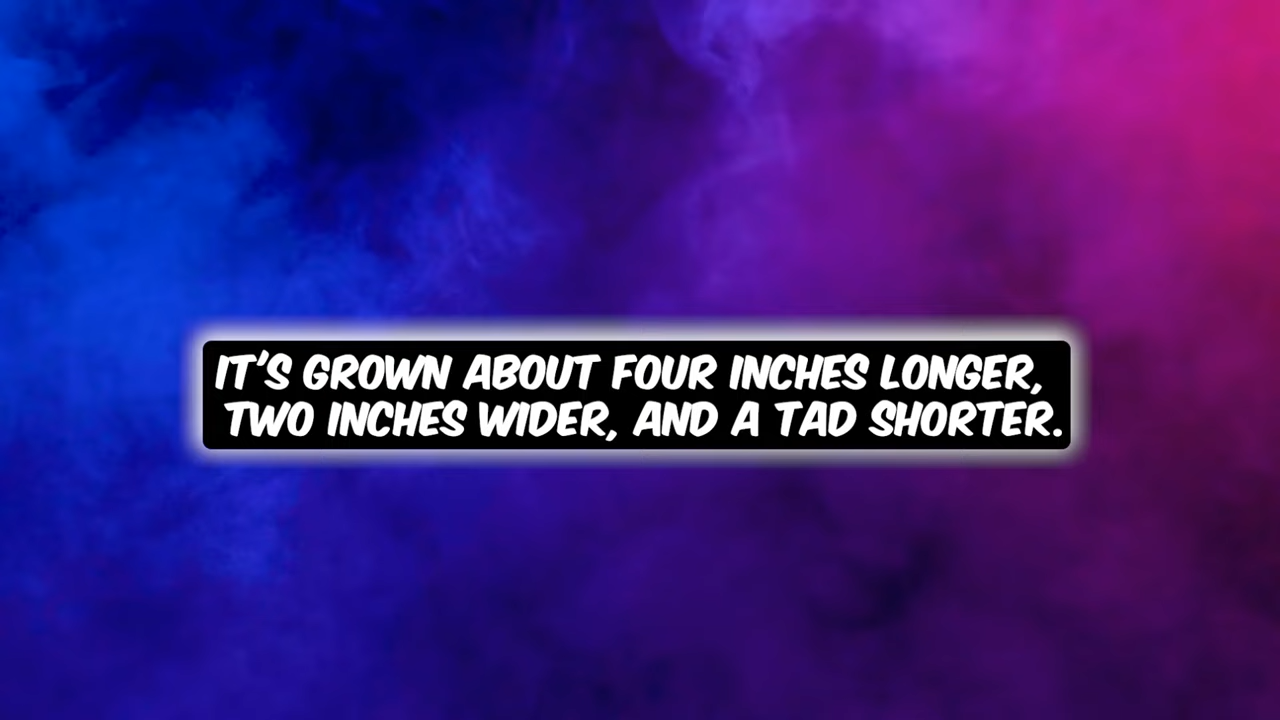 IT'S GROWN ABOUT FOUR INCHES LONGER,
TWO INCHES WIDER, AND A TAD SHORTER.